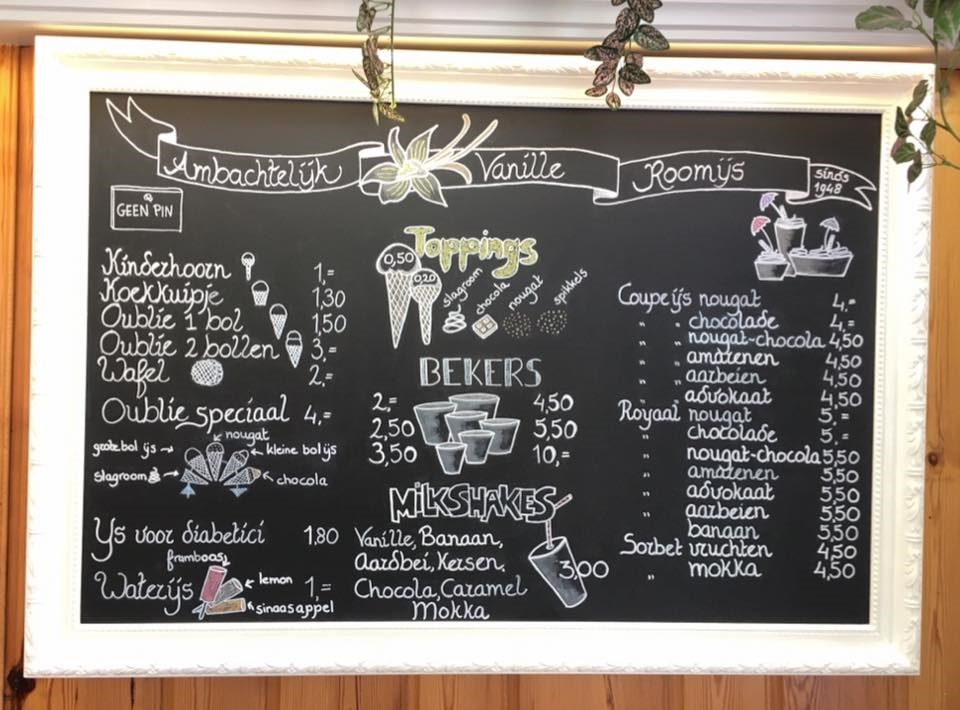 Ambachtelijk Vanille Roomijs sinds 1948
GEEN PIN
Kinderhoorn 1,=
Koekkuipje 1,30
Oublie 1 bol 1,50
Oublie 2 bollen 3,=
Wafel 2,=
Oublie speciaal 4,=
nougat
grote bol ijs kleine bol ijs
slagroom chocola
Ys voor diabetici 1,80
framboos
Waterijs lemon 1,=
sinaasappel
Toppings
0,50 0,20
slagroom chocola nougat spikkels
BEKERS
2,= 4,50
2,50 5,50
3,50 10,=
MILKSHAKES
Vanille, Banaan,
Aardbei, Kersen,
Chocola, Caramel
Mokka
3,00
Coupe ijs nougat 4,=
" " chocolade 4,=
" " nougat-chocola 4,50
" " amarenen 4,50
" " aarbeien 4,50
" " advokaat 4,50
Royaal nougat 5,=
" chocolade 5,=
" nougat-chocola 5,50
" amarenen 5,50
" advokaat 5,50
" aarbeien 5,50
" banaan 5,50
Sorbet vruchten 4,50
" mokka 4,50